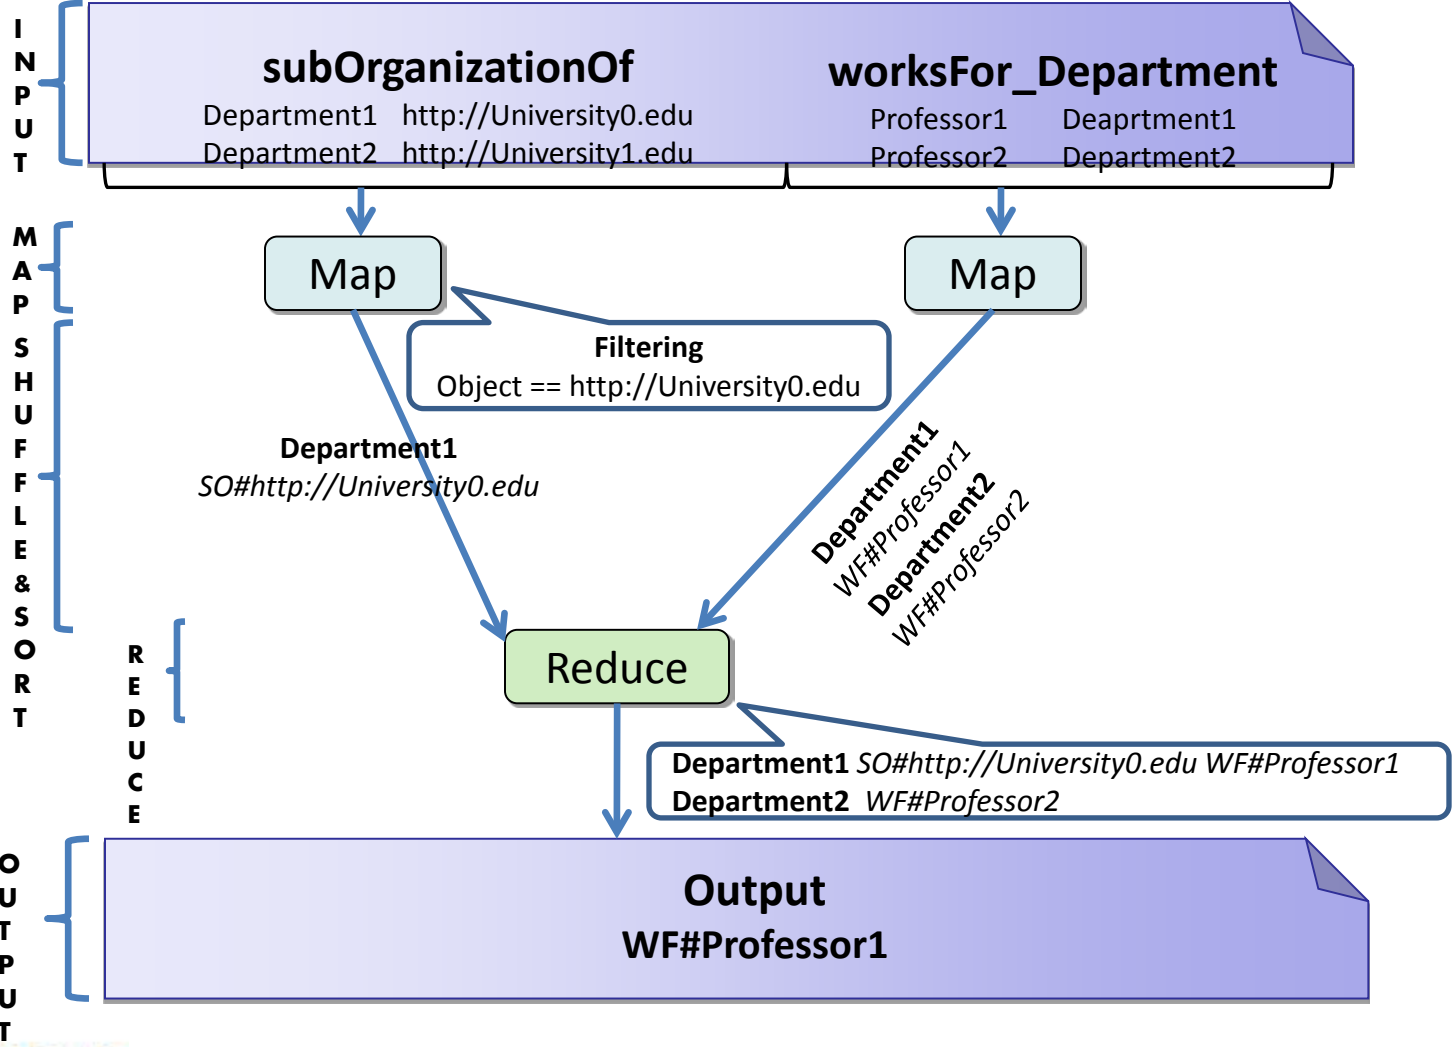 INPUT
subOrganizationOf
Department1 http://University0.edu
Department2 http://University1.edu
worksFor_Department
Professor1 Deaprtment1
Professor2 Department2
MAP
Map
Map
SHUFFLE&SORT
Filtering
Object == http://University0.edu
Department1
SO#http://University0.edu
Department1
WF#Professor1
Department2
WF#Professor2
REDUCE
Reduce
Department1 SO#http://University0.edu WF#Professor1
Department2 WF#Professor2
OUTPUT
Output
WF#Professor1